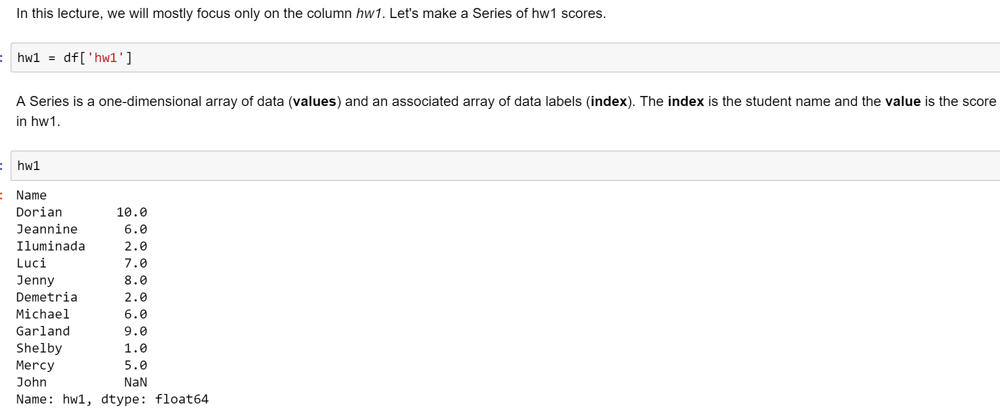 In this lecture, we will mostly focus only on the column hw1. Let's make a Series of hw1 scores.
: hw1 = df['hw1']
A Series is a one-dimensional array of data (values) and an associated array of data labels (index). The index is the student name and the value is the score
in hw1.
: hw1
: Name
Dorian       10.0
Jeannine      6.0
Iluminada     2.0
Luci          7.0
Jenny         8.0
Demetria      2.0
Michael       6.0
Garland       9.0
Shelby        1.0
Mercy         5.0
John          NaN
Name: hw1, dtype: float64